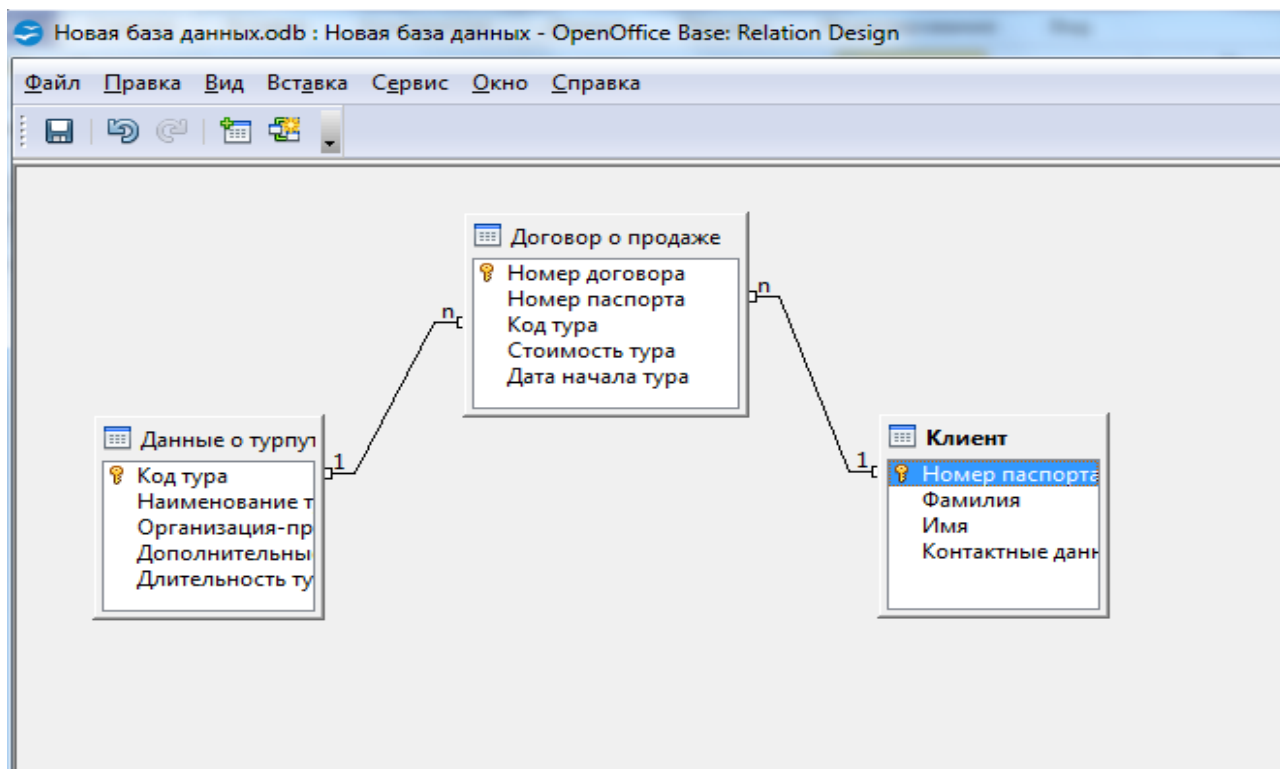 Новая база данных.odb : Новая база данных - OpenOffice Base: Relation Design
Файл Правка Вид Вставка Сервис Окно Справка
Договор о продаже
Номер договора
Номер паспорта
Код тура
Стоимость тура
Дата начала тура
n
n
Данные о турпут
1
Код тура
Наименование т
Организация-пр
Дополнительны
Длительность ту
Клиент
1
Номер паспорта
Фамилия
Имя
Контактные данн